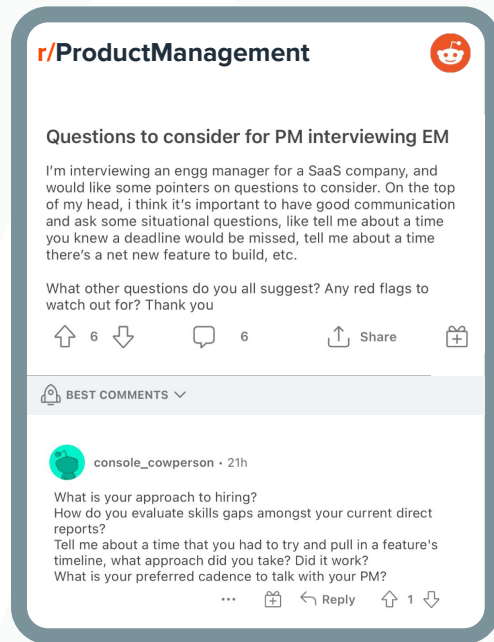 r/ProductManagement
Questions to consider for PM interviewing EM
I'm interviewing an engg manager for a SaaS company, and
would like some pointers on questions to consider. On the top
of my head, i think it's important to have good communication
and ask some situational questions, like tell me about a time
you knew a deadline would be missed, tell me about a time
there's a net new feature to build, etc.
What other questions do you all suggest? Any red flags to
watch out for? Thank you
6 6 Share
BEST COMMENTS
console_cowperson • 21h
What is your approach to hiring?
How do you evaluate skills gaps amongst your current direct
reports?
Tell me about a time that you had to try and pull in a feature's
timeline, what approach did you take? Did it work?
What is your preferred cadence to talk with your PM?
... Reply 1